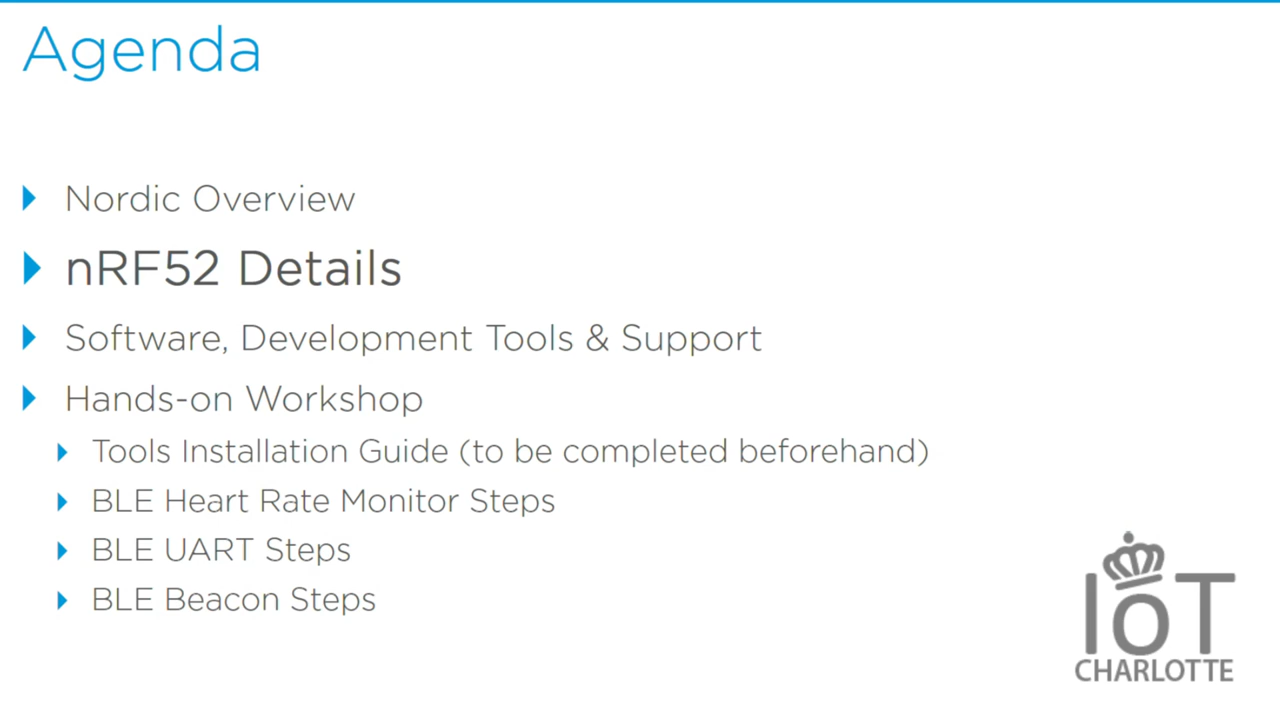 Agenda
Nordic Overview
nRF52 Details
Software, Development Tools & Support
Hands-on Workshop
Tools Installation Guide (to be completed beforehand)
BLE Heart Rate Monitor Steps
BLE UART Steps
BLE Beacon Steps
IoT
CHARLOTTE